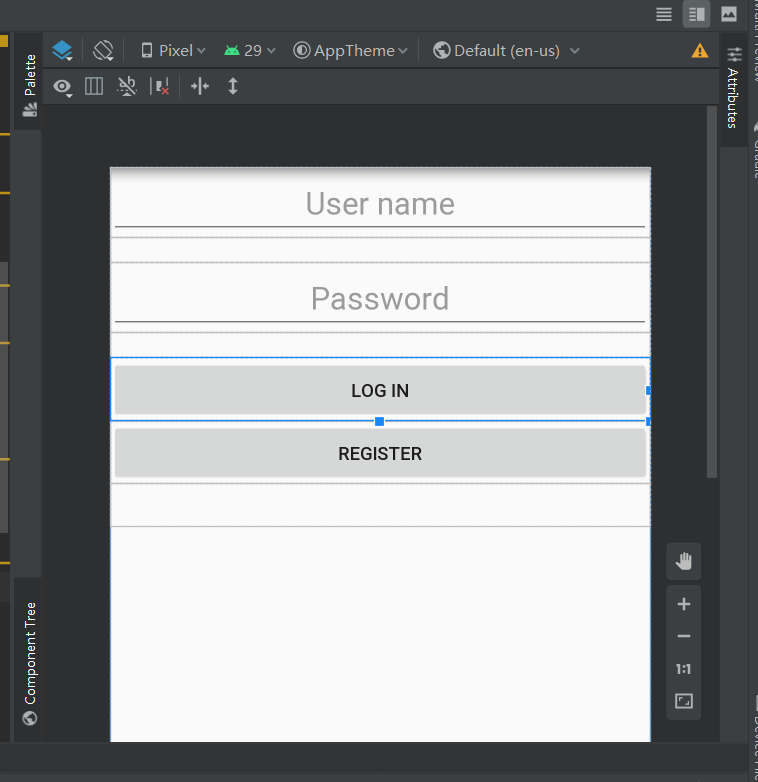 Palette
Pixel
29
AppTheme
Default (en-us)
Attributes
User name
Password
LOG IN
REGISTER
1:1
Component Tree